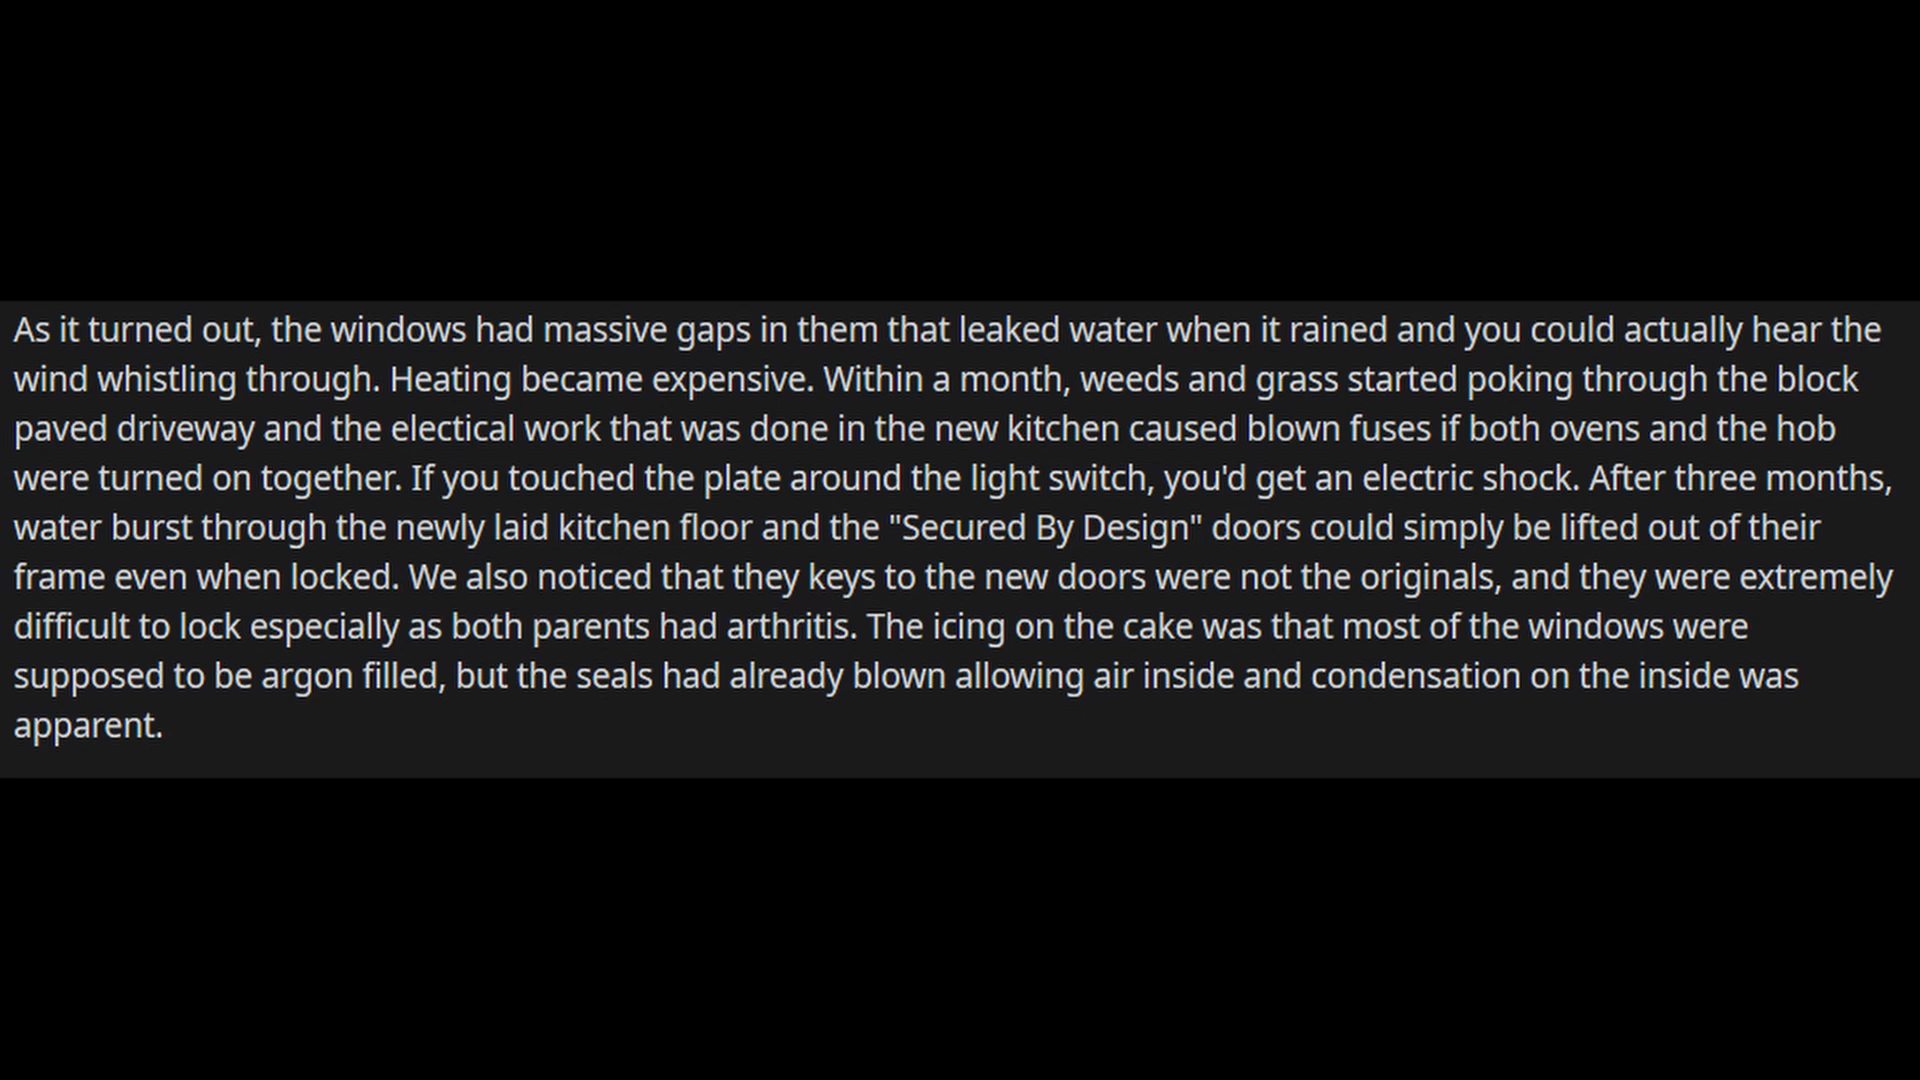 As it turned out, the windows had massive gaps in them that leaked water when it rained and you could actually hear the
wind whistling through. Heating became expensive. Within a month, weeds and grass started poking through the block
paved driveway and the electical work that was done in the new kitchen caused blown fuses if both ovens and the hob
were turned on together. If you touched the plate around the light switch, you'd get an electric shock. After three months,
water burst through the newly laid kitchen floor and the "Secured By Design" doors could simply be lifted out of their
frame even when locked. We also noticed that they keys to the new doors were not the originals, and they were extremely
difficult to lock especially as both parents had arthritis. The icing on the cake was that most of the windows were
supposed to be argon filled, but the seals had already blown allowing air inside and condensation on the inside was
apparent.